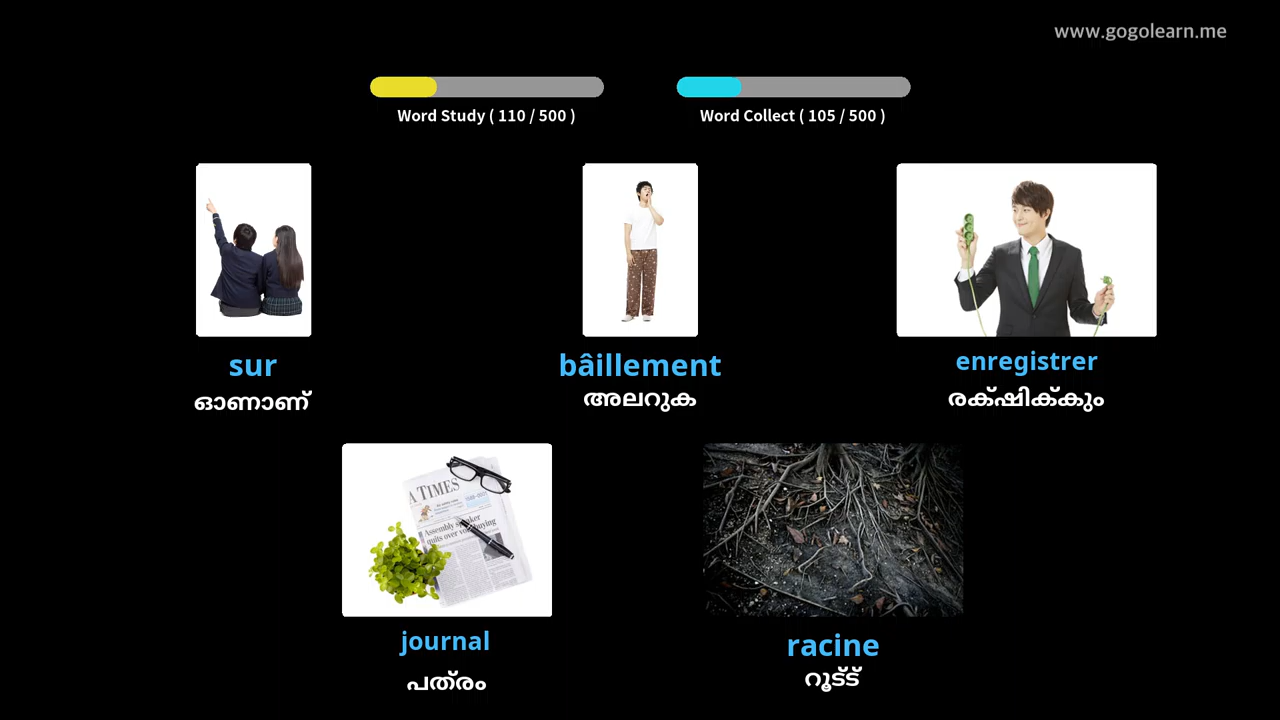 www.gogolearn.me
Word Study ( 110 / 500 )
Word Collect ( 105 / 500 )
sur
bâillement
enregistrer
ഓണാണ്
അലറുക
രക്ഷിക്കും
A TIMES
journal
racine
പത്രം
റൂട്ട്